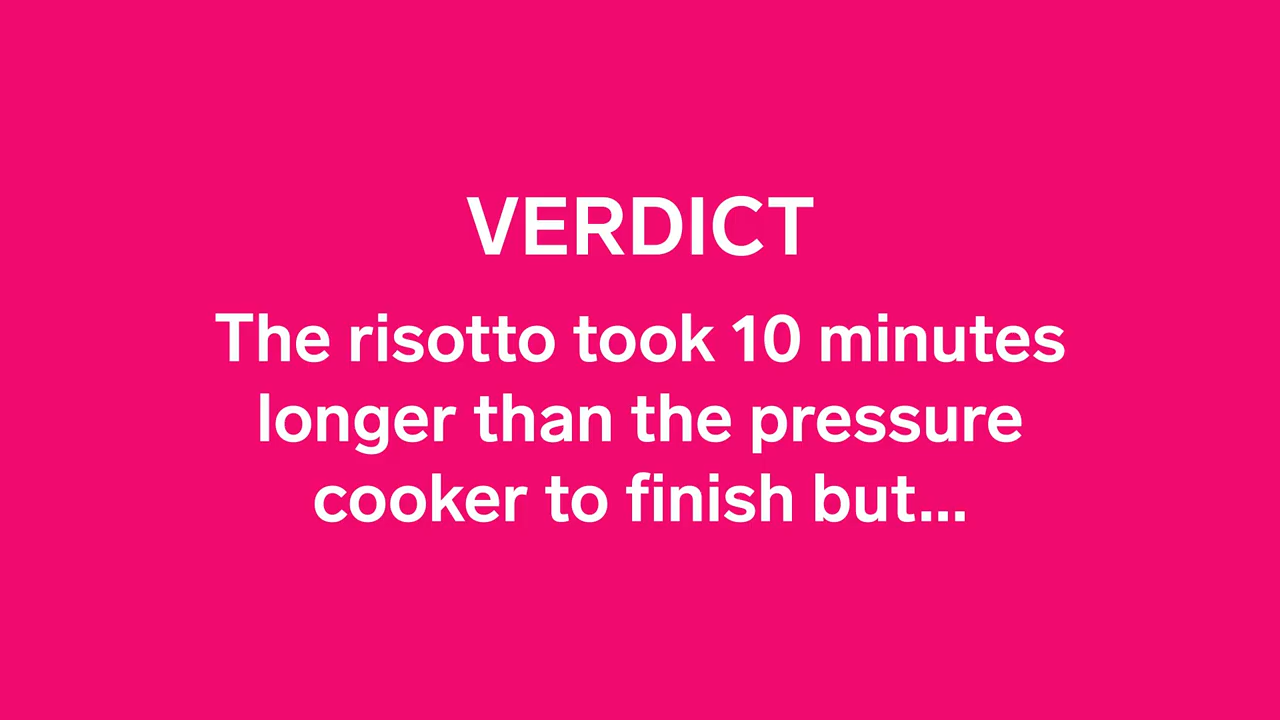 VERDICT
The risotto took 10 minutes
longer than the pressure
cooker to finish but...